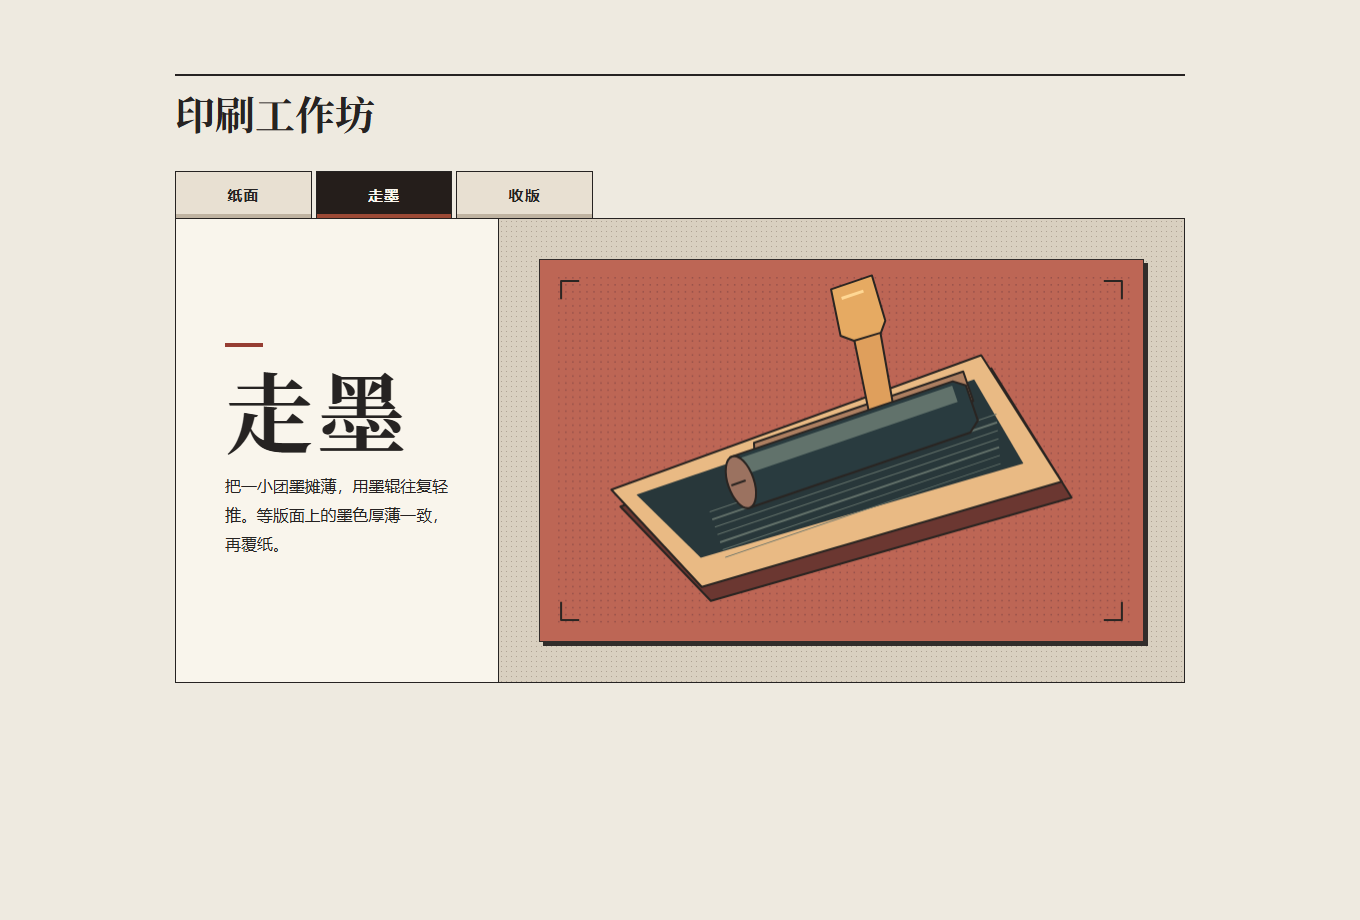 印刷工作坊
纸面
走墨
收版
走墨
把一小团墨摊薄，用墨辊往复轻
推。等版面上的墨色厚薄一致，
再覆纸。